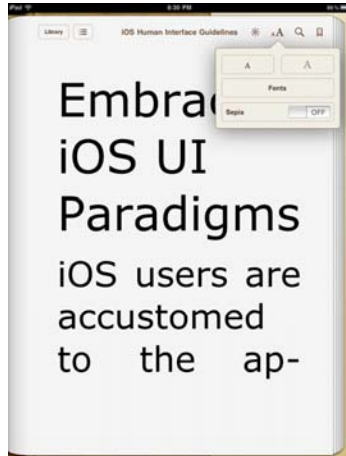 iPad 8:30 PM
Library iOS Human Interface Guidelines AA
A A
Fonts
Sepia OFF
Embrac
iOS UI
Paradigms
iOS users are
accustomed
to the ap-